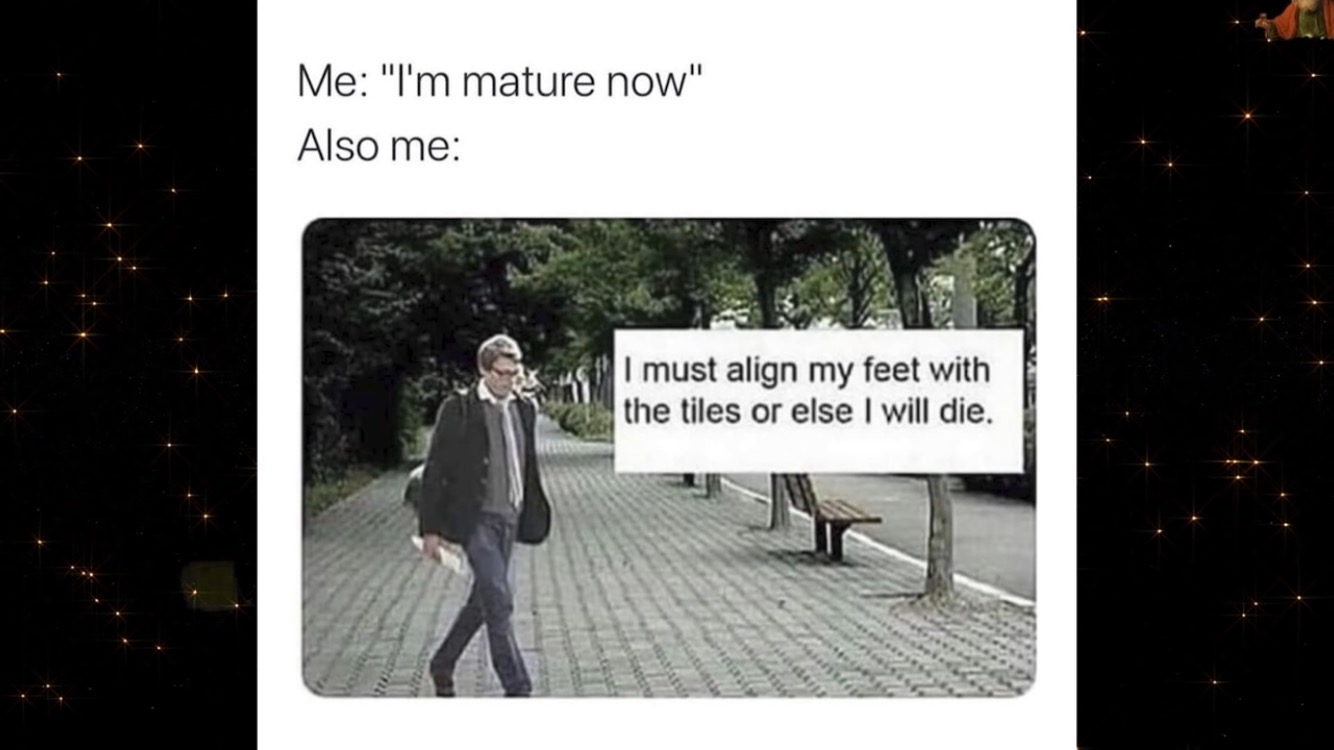 Me: "I'm mature now"
Also me:
I must align my feet with
the tiles or else I will die.